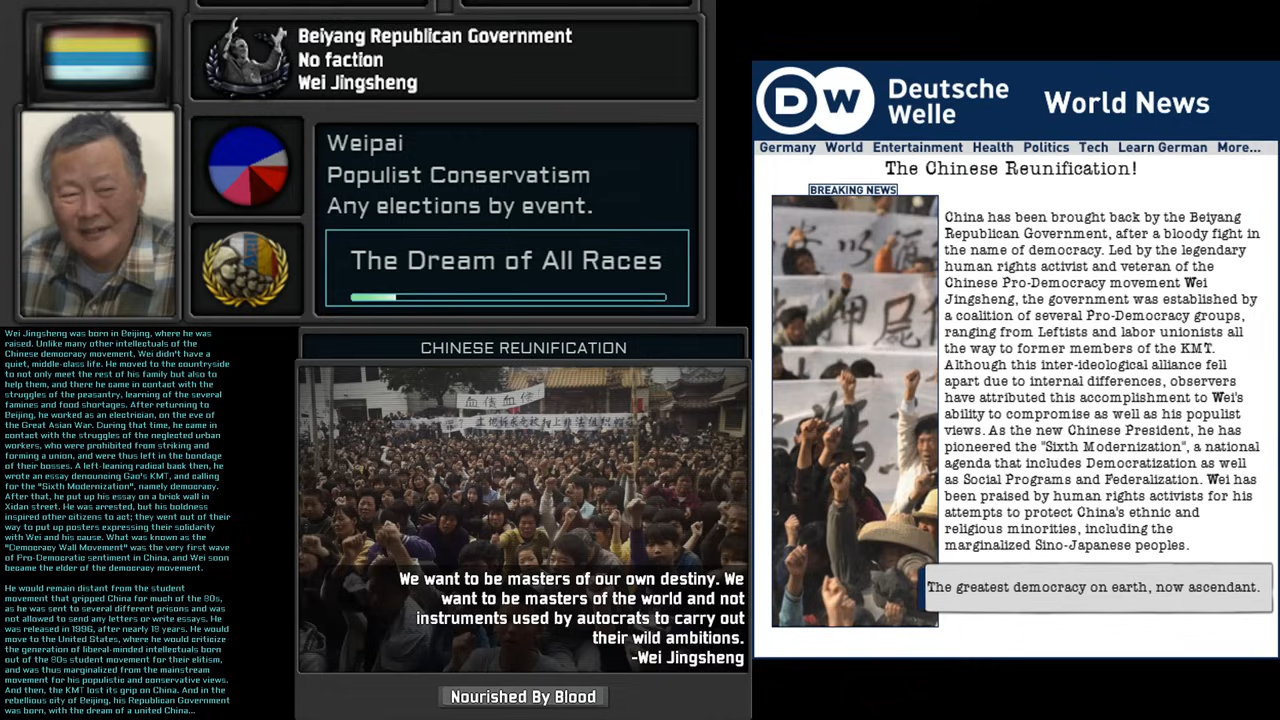 Beiyang Republican Government
No faction
Wei Jingsheng
Weipai
Populist Conservatism
Any elections by event.
The Dream of All Races
Wei Jingsheng was born in Beijing, where he was
raised. Unlike many other intellectuals of the
Chinese democracy movement, Wei didn't have a
quiet, middle-class life. He moved to the countryside
to not only meet the rest of his family but also to
help them, and there he came in contact with the
struggles of the peasantry, learning of the several
famines and food shortages. After returning to
Beijing, he worked as an electrician, on the eve of
the Great Asian War. During that time, he came in
contact with the struggles of the neglected urban
workers, who were prohibited from striking and
forming a union, and were thus left in the bondage
of their bosses. A left-leaning radical back then, he
wrote an essay denouncing Gao's KMT, and calling
for the "Sixth Modernization", namely democracy.
After that, he put up his essay on a brick wall in
Xidan street. He was arrested, but his boldness
inspired other citizens to act; they went out of their
way to put up posters expressing their solidarity
with Wei and his cause. What was known as the
"Democracy Wall Movement" was the very first wave
of Pro-Democratic sentiment in China, and Wei soon
became the elder of the democracy movement.
He would remain distant from the student
movement that gripped China for much of the 80s,
as he was sent to several different prisons and was
not allowed to send any letters or write essays. He
was released in 1996, after nearly 18 years. He would
move to the United States, where he would criticize
the generation of liberal-minded intellectuals born
out of the 80s student movement for their elitism,
and was thus marginalized from the mainstream
movement for his populistic and conservative views.
And then, the KMT lost its grip on China. And in the
rebellious city of Beijing, his Republican Government
was born, with the dream of a united China...
CHINESE REUNIFICATION
血债血偿
We want to be masters of our own destiny. We
want to be masters of the world and not
instruments used by autocrats to carry out
their wild ambitions.
-Wei Jingsheng
Nourished By Blood
DW Deutsche
Welle
World News
Germany World Entertainment Health Politics Tech Learn German More...
The Chinese Reunification!
BREAKING NEWS
China has been brought back by the Beiyang
Republican Government, after a bloody fight in
the name of democracy. Led by the legendary
human rights activist and veteran of the
Chinese Pro-Democracy movement Wei
Jingsheng, the government was established by
a coalition of several Pro-Democracy groups,
ranging from Leftists and labor unionists all
the way to former members of the KMT.
Although this inter-ideological alliance fell
apart due to internal differences, observers
have attributed this accomplishment to Wei's
ability to compromise as well as his populist
views. As the new Chinese President, he has
pioneered the "Sixth Modernization", a national
agenda that includes Democratization as well
as Social Programs and Federalization. Wei has
been praised by human rights activists for his
attempts to protect China's ethnic and
religious minorities, including the
marginalized Sino-Japanese peoples.
The greatest democracy on earth, now ascendant.